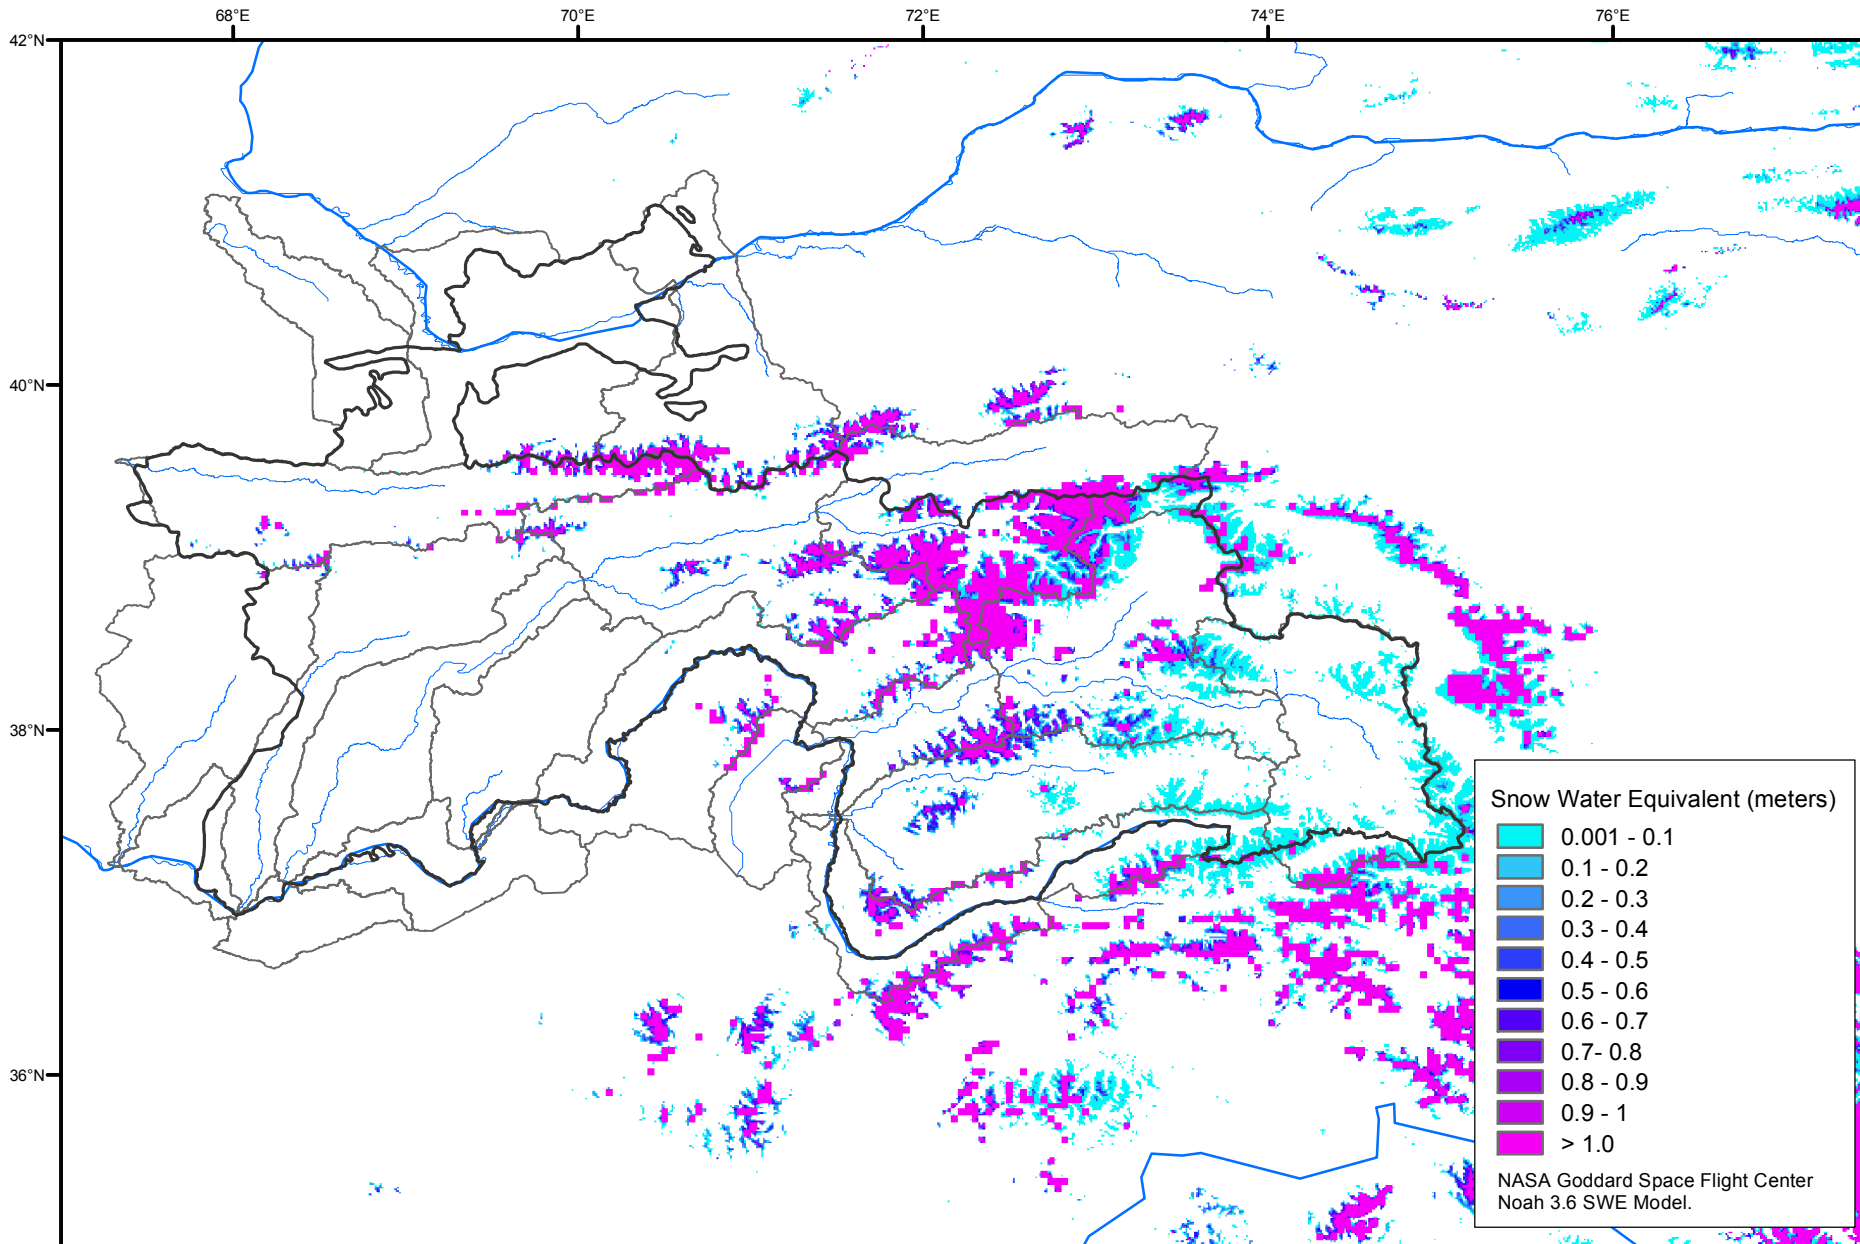 68°E
70°E
72°E
74°E
76°E
42°N
40°N
38°N
36°N
Snow Water Equivalent (meters)
0.001 - 0.1
0.1 - 0.2
0.2 - 0.3
0.3 - 0.4
0.4 - 0.5
0.5 - 0.6
0.6 - 0.7
0.7- 0.8
0.8 - 0.9
0.9 - 1
> 1.0
NASA Goddard Space Flight Center
Noah 3.6 SWE Model.